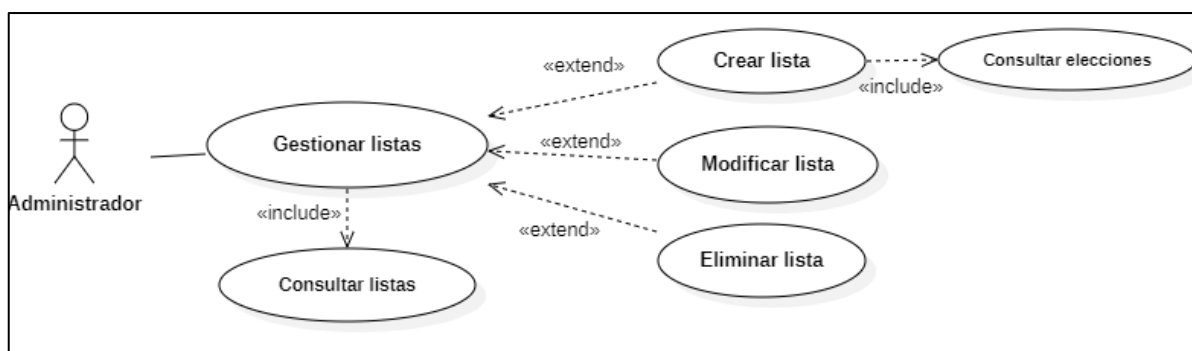 «extend»
Crear lista
Consultar elecciones
«include»
Gestionar listas
«extend»
Modificar lista
Administrador
«include»
«extend»
Eliminar lista
Consultar listas